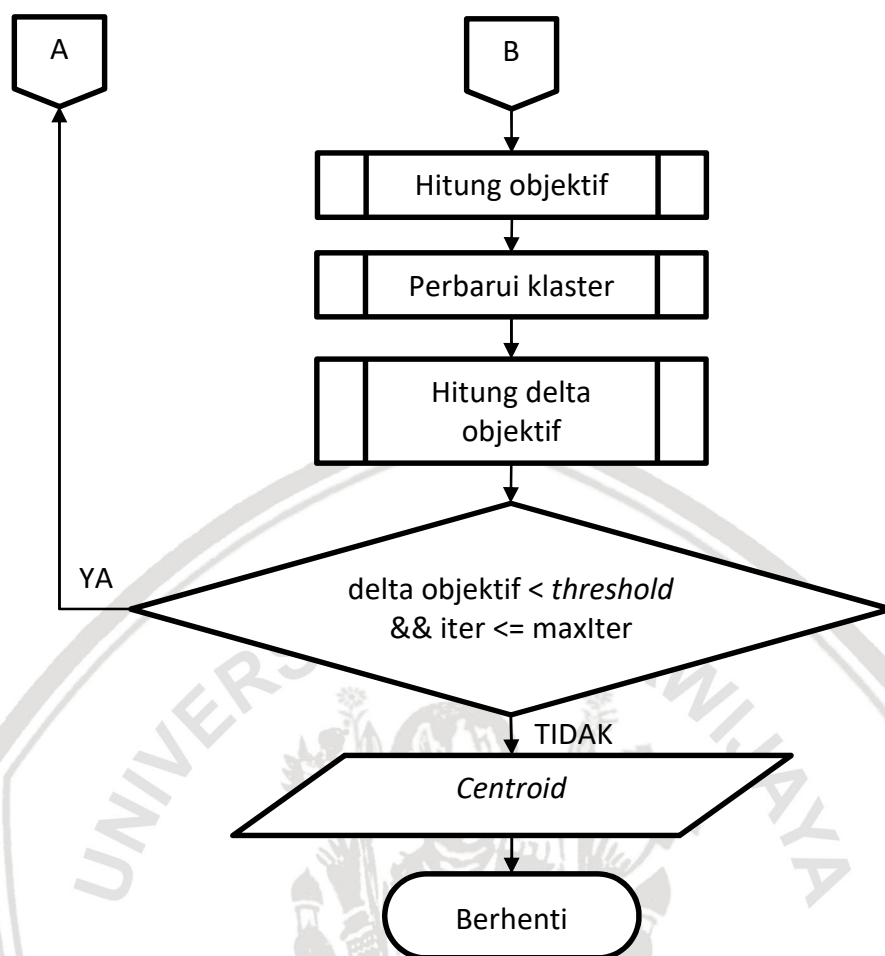 A
B
Hitung objektif
Perbarui klaster
Hitung delta
objektif
delta objektif < threshold
&& iter <= maxIter
YA
TIDAK
Centroid
Berhenti